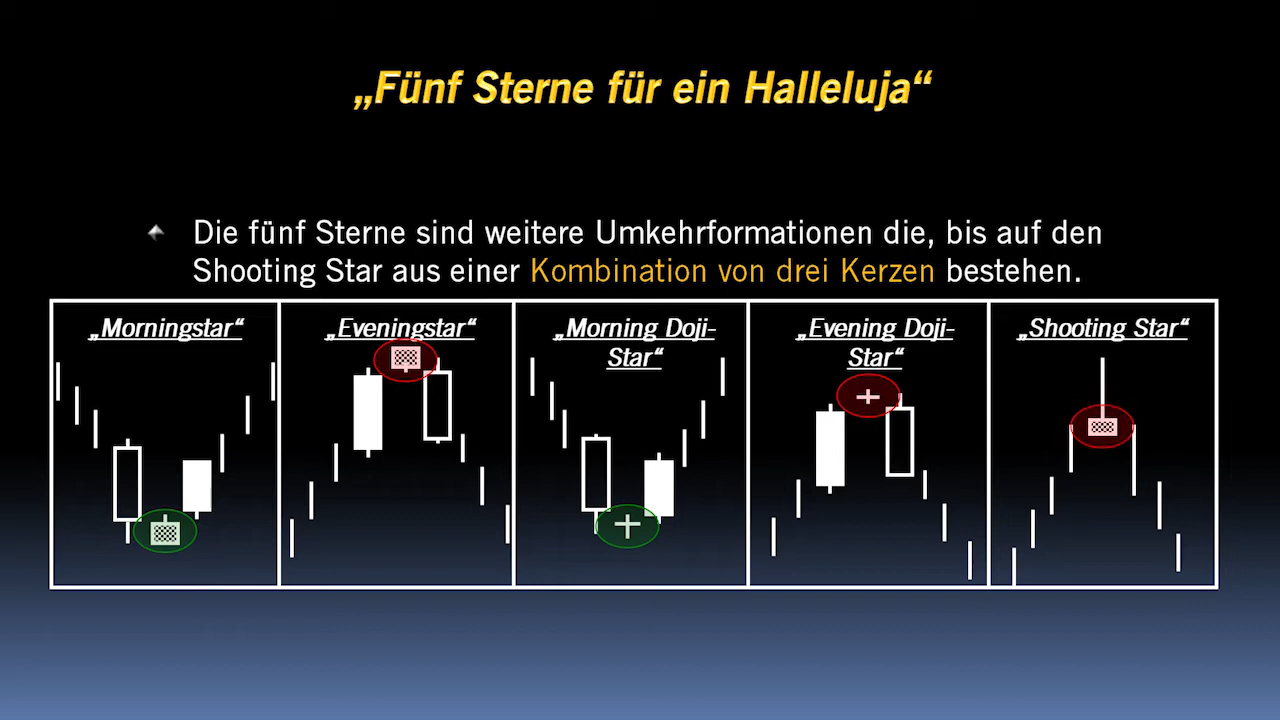 „Fünf Sterne für ein Halleluja“
Die fünf Sterne sind weitere Umkehrformationen die, bis auf den
Shooting Star aus einer Kombination von drei Kerzen bestehen.
„Morningstar“
„Eveningstar“
„Morning Doji-
Star“
„Evening Doji-
Star“
„Shooting Star“